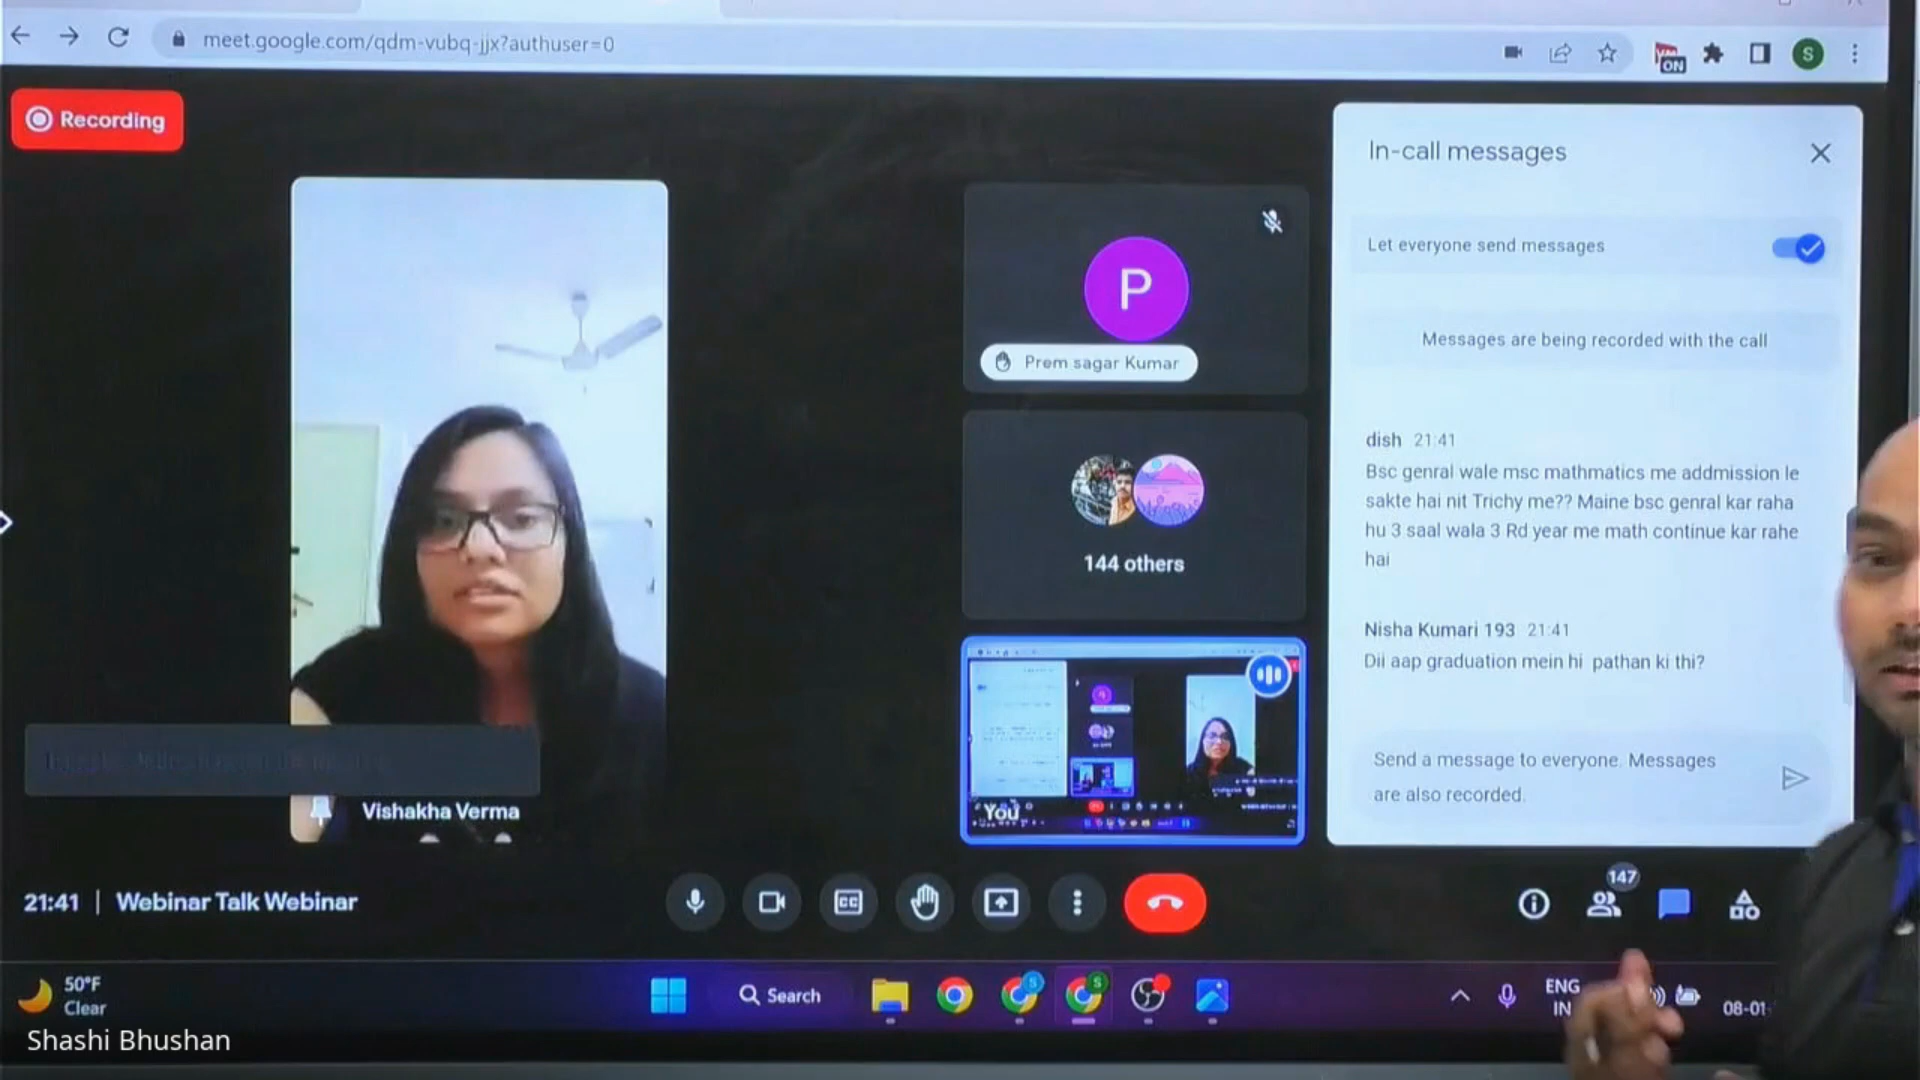 meet.google.com/qdm-vubq-jjx?authuser=0
ON
S
Recording
In-call messages
Let everyone send messages
P
Messages are being recorded with the call
Prem sagar Kumar
dish 21:41
Bsc genral wale msc mathmatics me addmission le
sakte hai nit Trichy me?? Maine bsc genral kar raha
hu 3 saal wala 3 Rd year me math continue kar rahe
hai
144 others
Nisha Kumari 193 21:41
Dii aap graduation mein hi pathan ki thi?
Send a message to everyone. Messages
are also recorded.
You
Vishakha Verma
21:41 | Webinar Talk Webinar
CC
147
50°F
Clear
Search
S
S
ENG
IN
08-01-
Shashi Bhushan